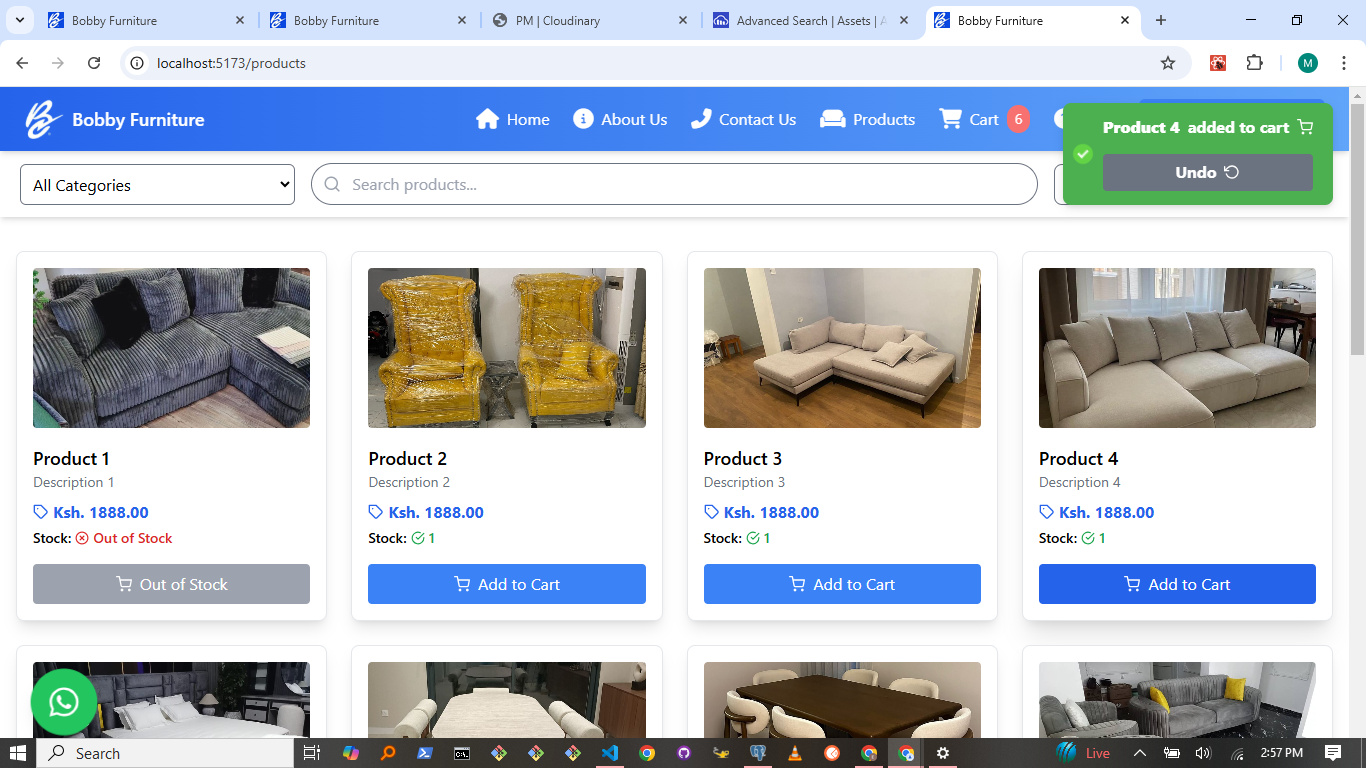 Bobby Furniture
Bobby Furniture
PM | Cloudinary
Advanced Search | Assets | A
Bobby Furniture
localhost:5173/products
M
Bobby Furniture
Home
About Us
Contact Us
Products
Cart 6
Product 4 added to cart
Undo
All Categories
Search products...
Product 1
Description 1
Ksh. 1888.00
Stock: Out of Stock
Out of Stock
Product 2
Description 2
Ksh. 1888.00
Stock: 1
Add to Cart
Product 3
Description 3
Ksh. 1888.00
Stock: 1
Add to Cart
Product 4
Description 4
Ksh. 1888.00
Stock: 1
Add to Cart
Search
Live
2:57 PM